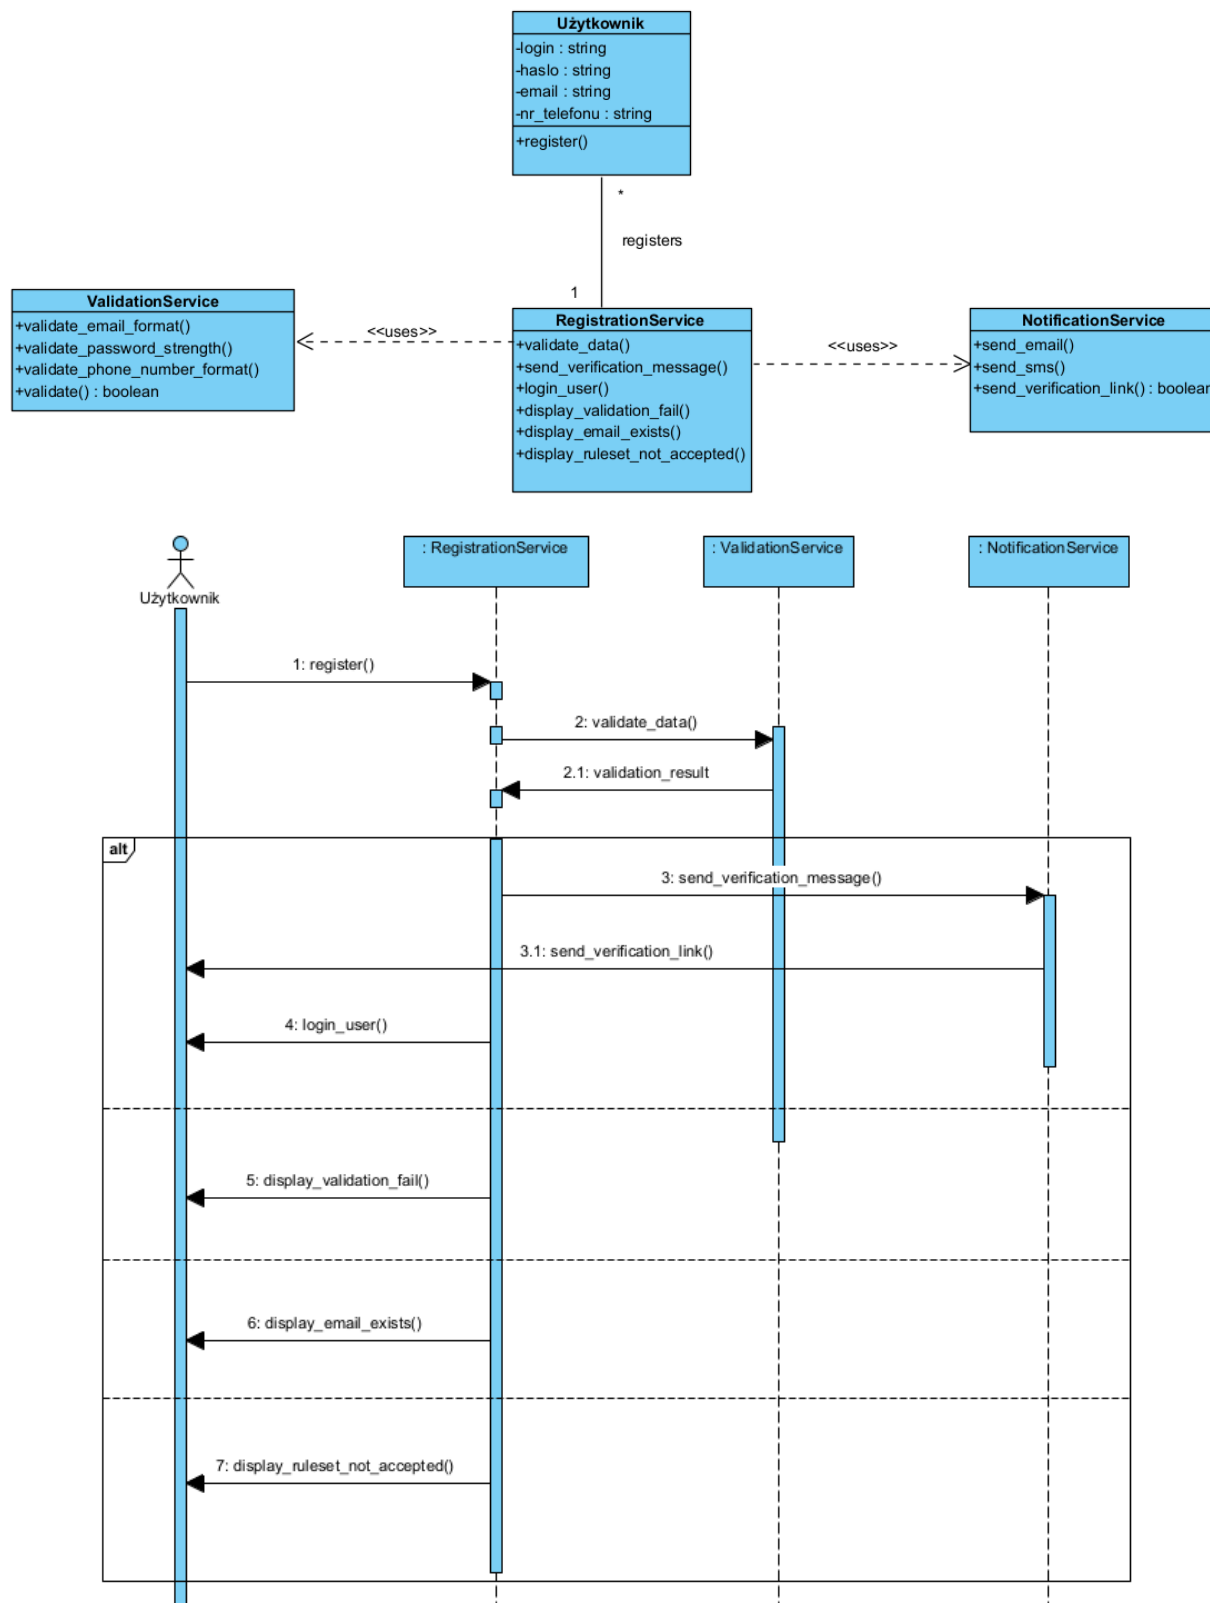 Użytkownik
-login : string
-haslo : string
-email : string
-nr_telefonu : string
+register()
*
registers
1
ValidationService
+validate_email_format()
+validate_password_strength()
+validate_phone_number_format()
+validate() : boolean
<<uses>>
RegistrationService
+validate_data()
+send_verification_message()
+login_user()
+display_validation_fail()
+display_email_exists()
+display_ruleset_not_accepted()
<<uses>>
NotificationService
+send_email()
+send_sms()
+send_verification_link() : boolean
Użytkownik
: RegistrationService
: ValidationService
: NotificationService
1: register()
2: validate_data()
2.1: validation_result
alt
3: send_verification_message()
3.1: send_verification_link()
4: login_user()
5: display_validation_fail()
6: display_email_exists()
7: display_ruleset_not_accepted()